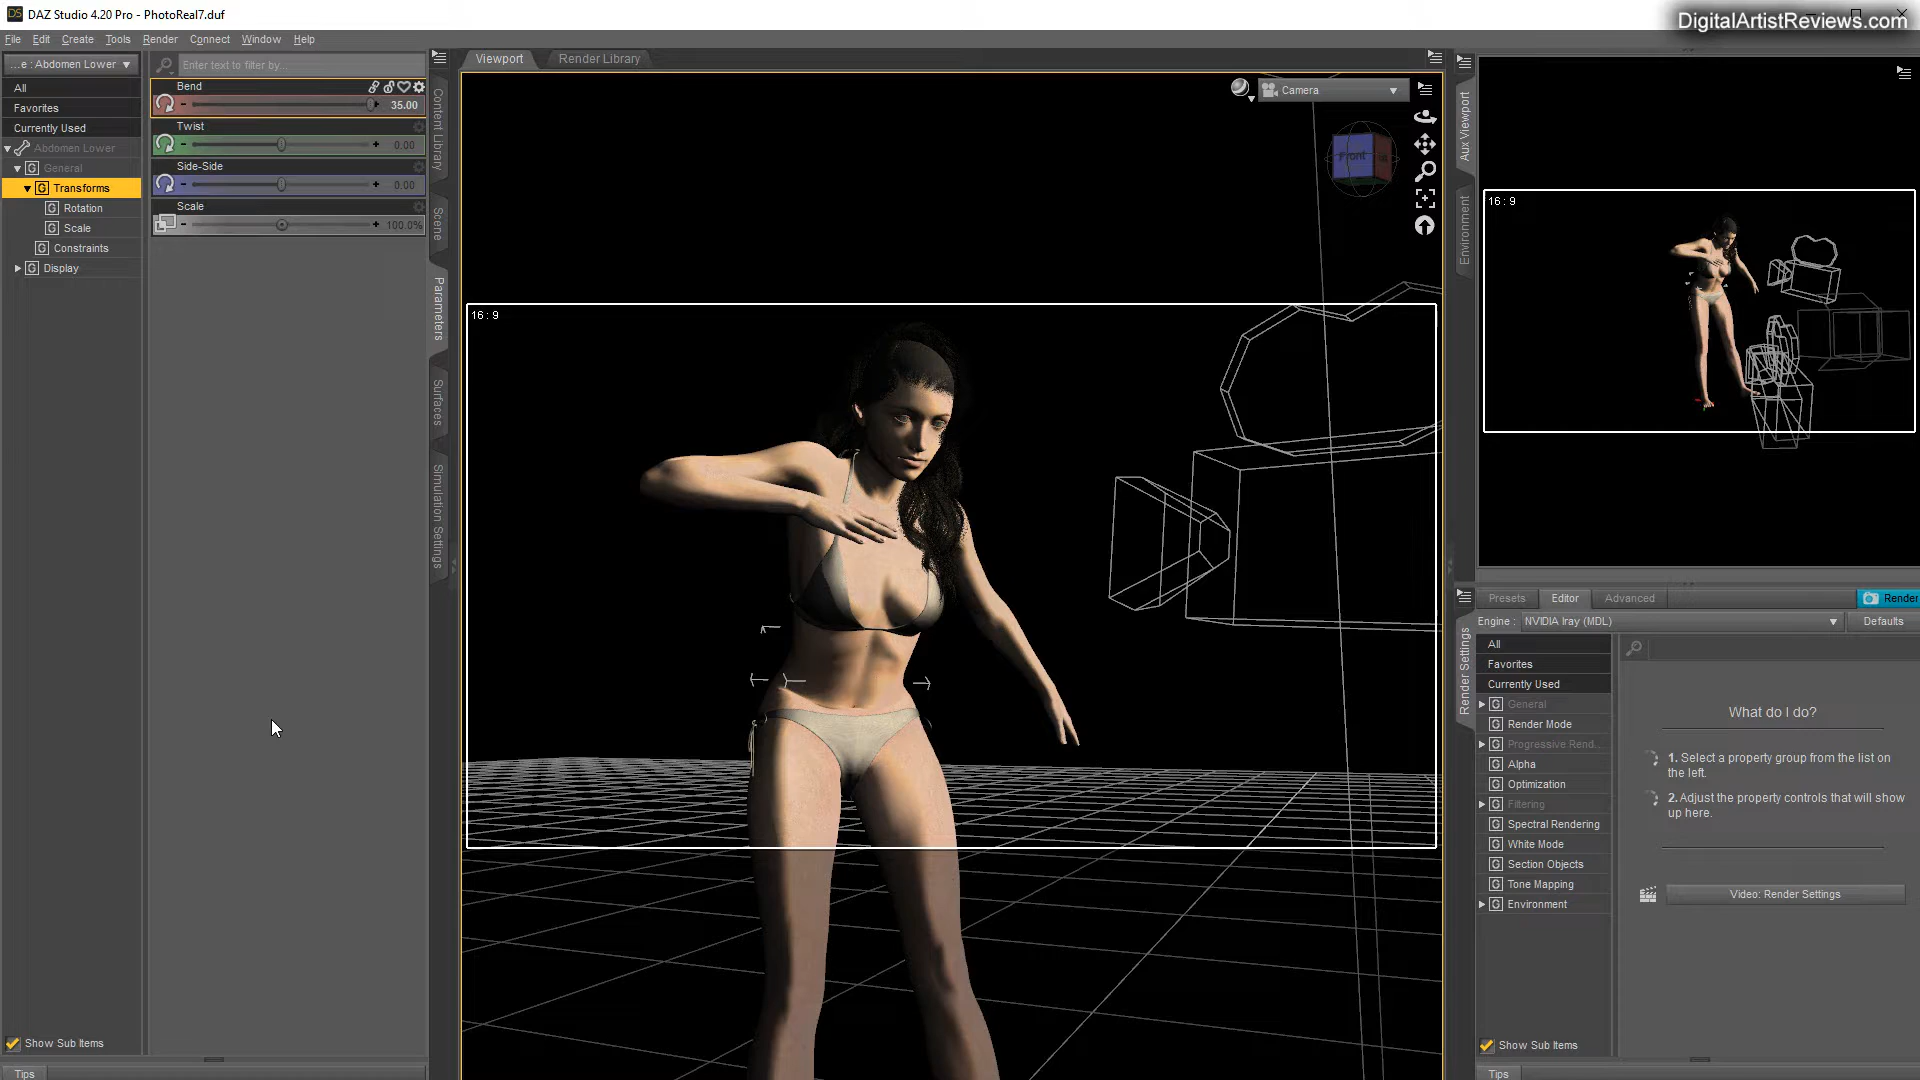 DS DAZ Studio 4.20 Pro - PhotoReal7.duf
DigitalArtistReviews.com
File Edit Create Tools Render Connect Window Help
...e : Abdomen Lower
Enter text to filter by...
All
Favorites
Currently Used
Abdomen Lower
G General
G Transforms
G Rotation
G Scale
G Constraints
G Display
Bend
- 35.00
Twist
- + 0.00
Side-Side
- + 0.00
Scale
- + 100.0%
Show Sub Items
Tips
Content Library
Scene
Parameters
Surfaces
Simulation Settings
Viewport Render Library
Camera
Front
16 : 9
Aux Viewport
Environment
16 : 9
Render Settings
Presets Editor Advanced Render
Engine : NVIDIA Iray (MDL) Defaults
All
Favorites
Currently Used
G General
G Render Mode
G Progressive Rend...
G Alpha
G Optimization
G Filtering
G Spectral Rendering
G White Mode
G Section Objects
G Tone Mapping
G Environment
What do I do?
1. Select a property group from the list on
the left.
2. Adjust the property controls that will show
up here.
Video: Render Settings
Show Sub Items
Tips